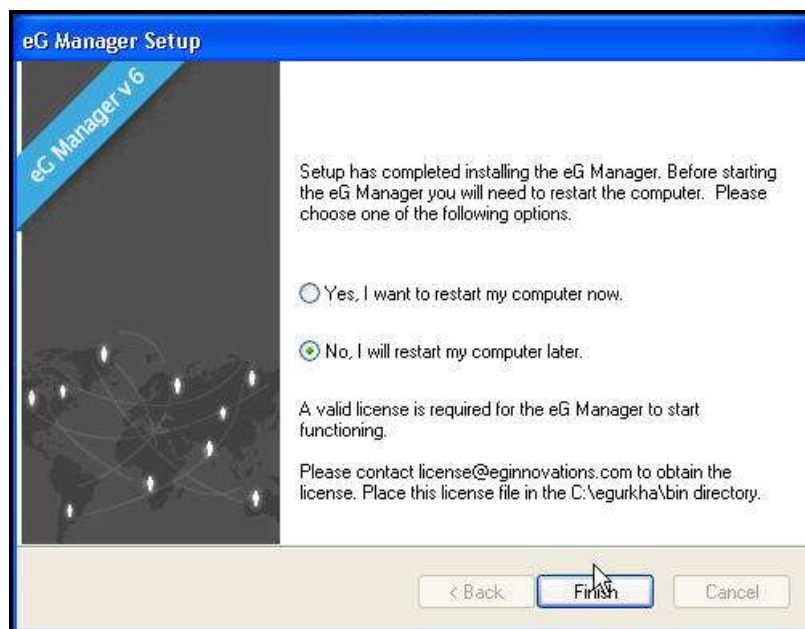 eG Manager Setup
eG Manager v6
Setup has completed installing the eG Manager. Before starting
the eG Manager you will need to restart the computer. Please
choose one of the following options.
Yes, I want to restart my computer now.
No, I will restart my computer later.
A valid license is required for the eG Manager to start
functioning.
Please contact license@eginnovations.com to obtain the
license. Place this license file in the C:\egurkha\bin directory.
< Back
Finish
Cancel